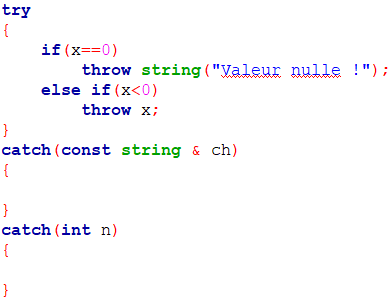 try
{
    if(x==0)
        throw string("Valeur nulle !");
    else if(x<0)
        throw x;
}
catch(const string & ch)
{

}
catch(int n)
{

}